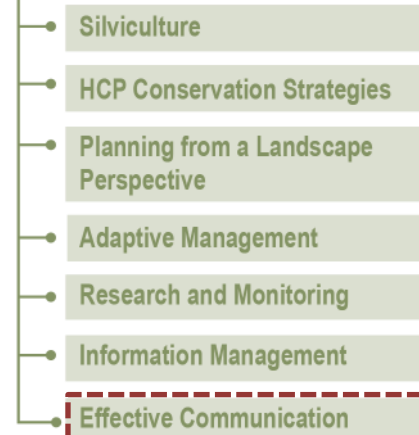 Silviculture
HCP Conservation Strategies
Planning from a Landscape
Perspective
Adaptive Management
Research and Monitoring
Information Management
Effective Communication